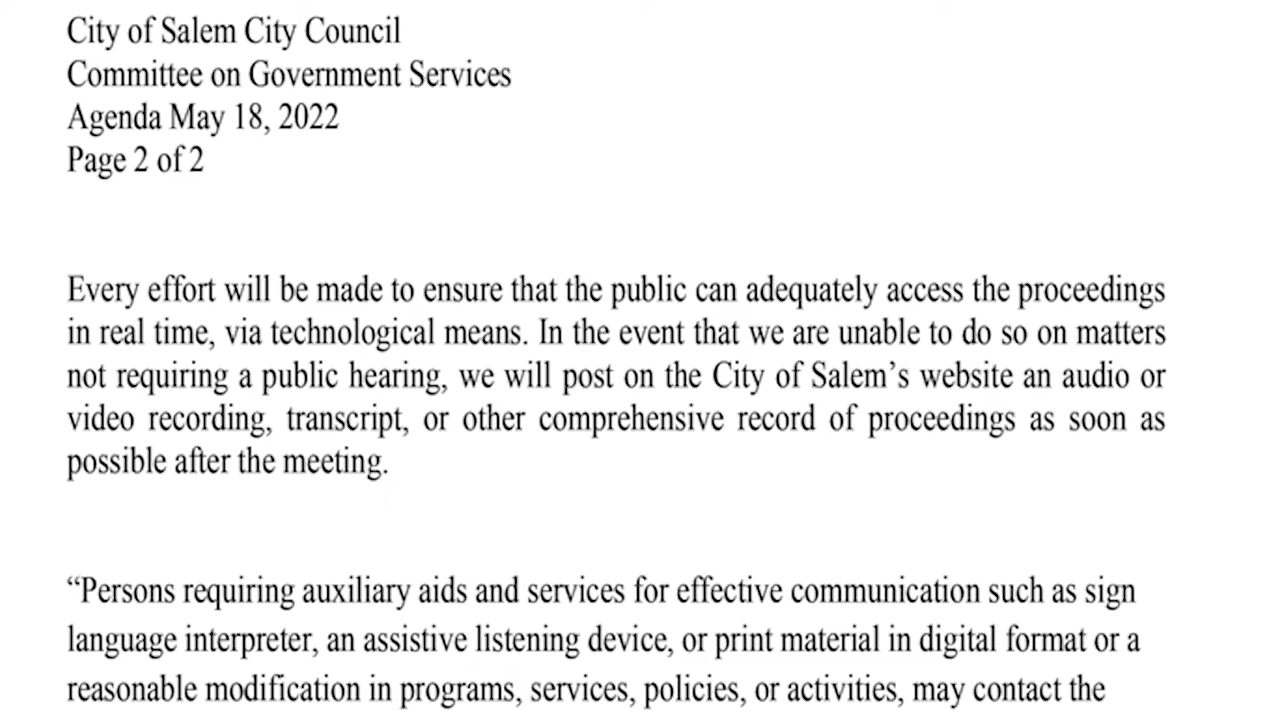 City of Salem City Council
Committee on Government Services
Agenda May 18, 2022
Page 2 of 2
Every effort will be made to ensure that the public can adequately access the proceedings
in real time, via technological means. In the event that we are unable to do so on matters
not requiring a public hearing, we will post on the City of Salem’s website an audio or
video recording, transcript, or other comprehensive record of proceedings as soon as
possible after the meeting.
“Persons requiring auxiliary aids and services for effective communication such as sign
language interpreter, an assistive listening device, or print material in digital format or a
reasonable modification in programs, services, policies, or activities, may contact the